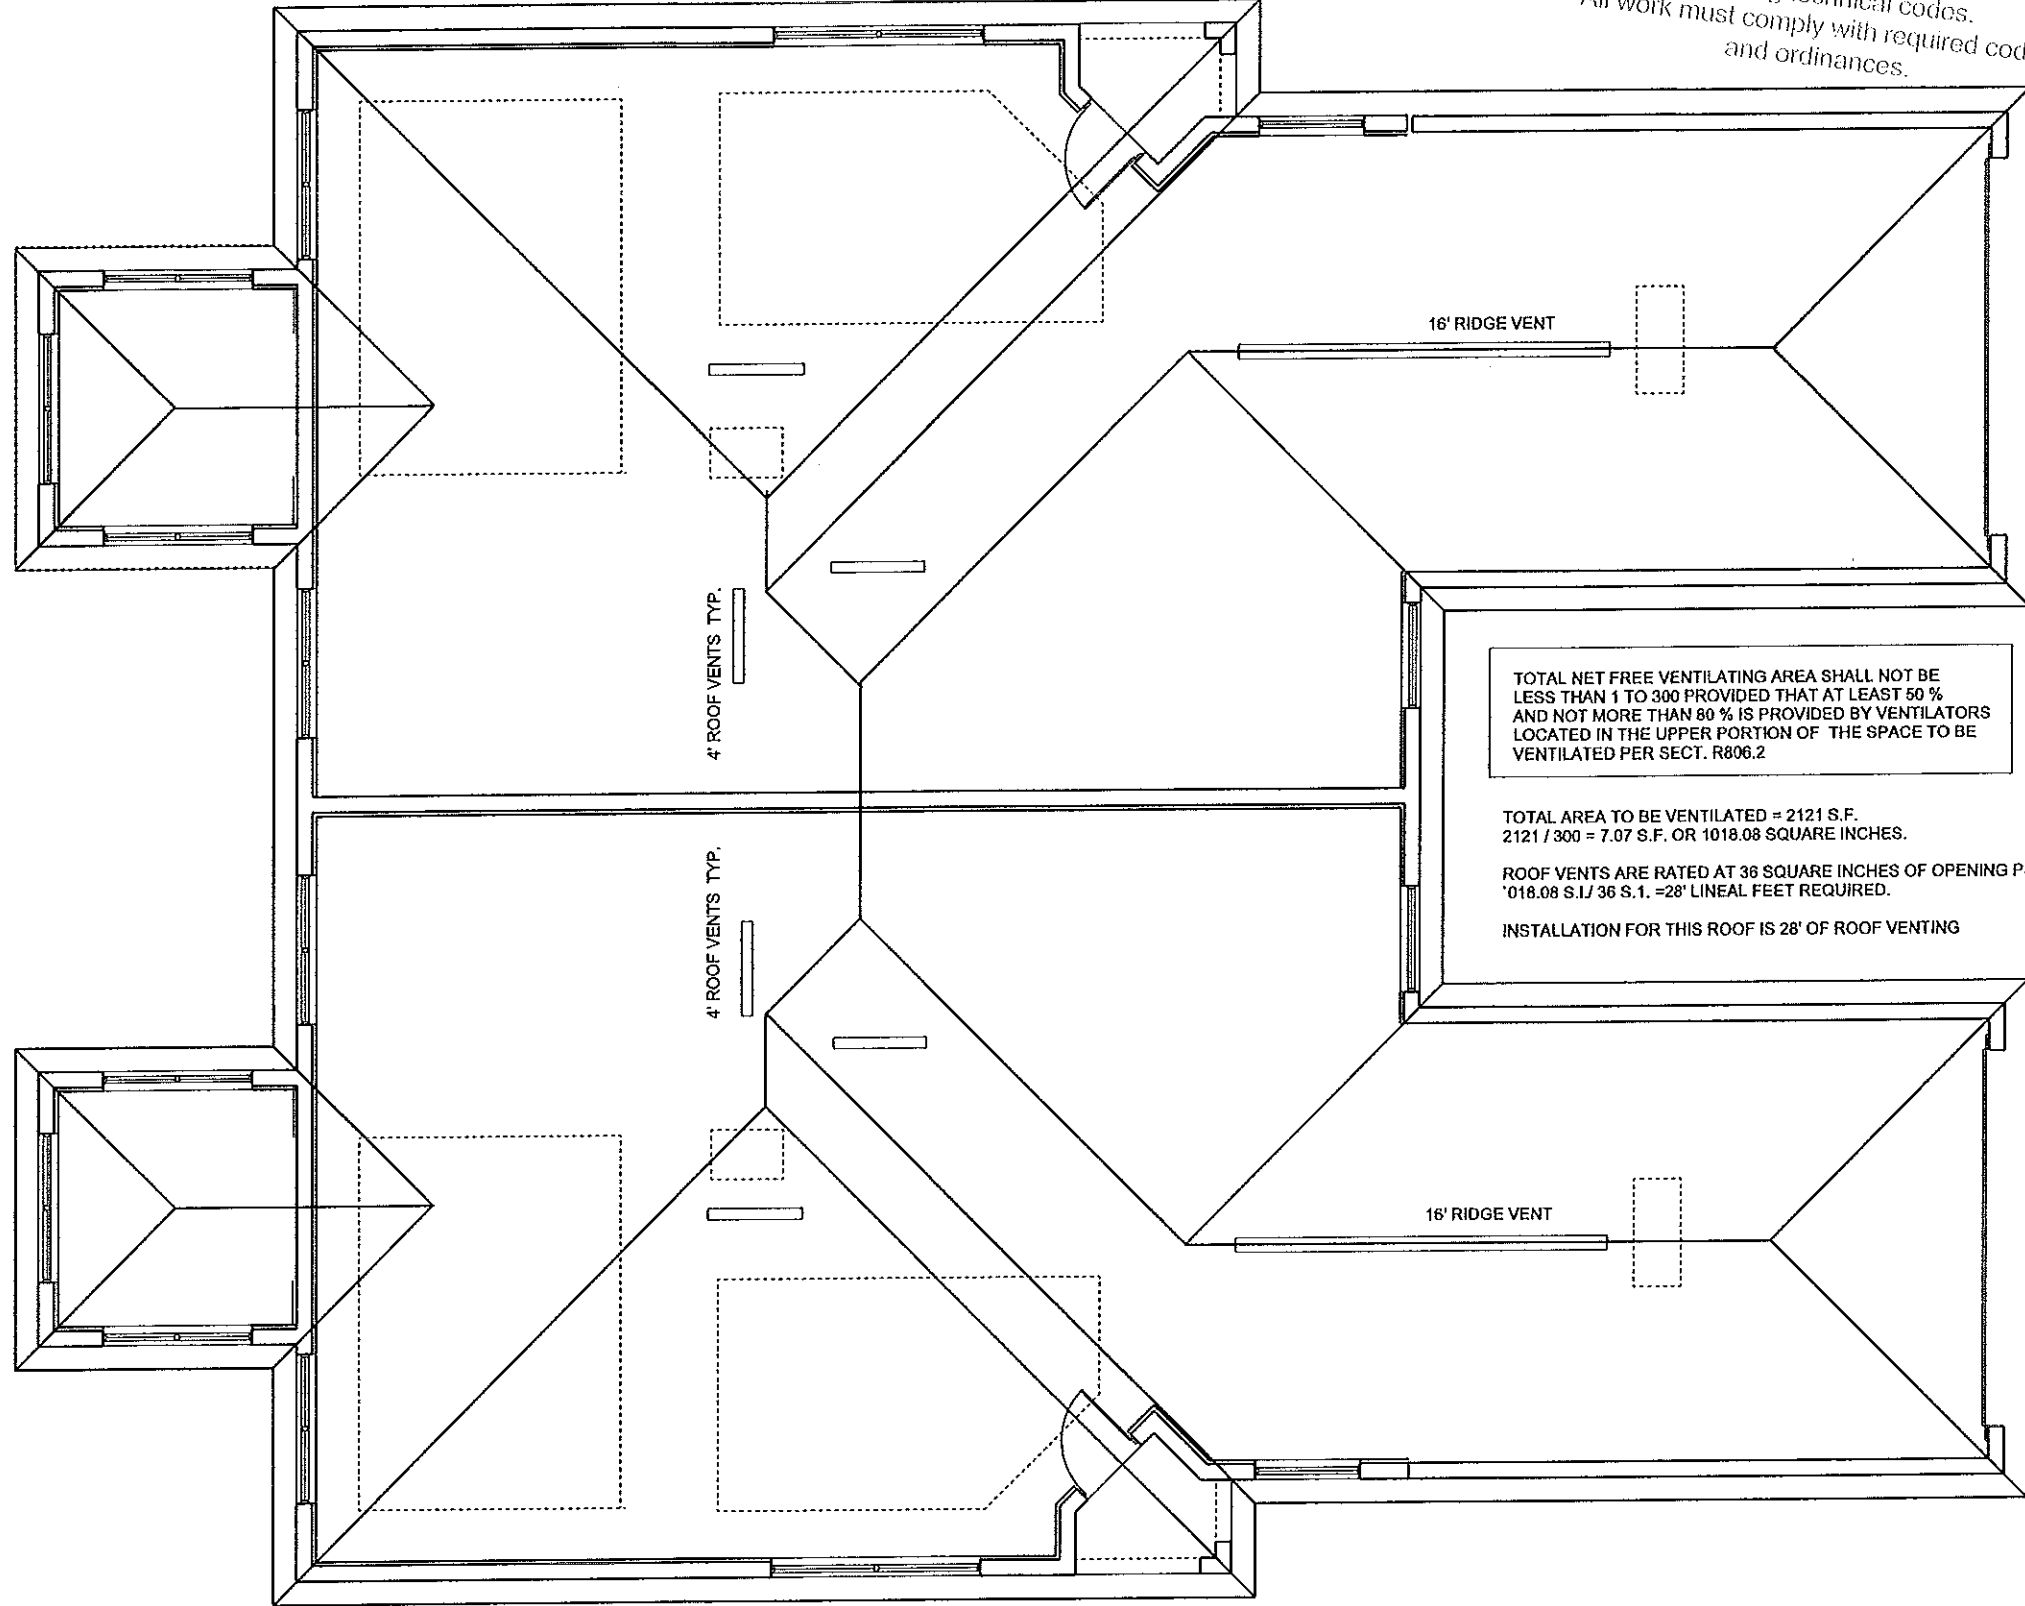 technical codes.
All work must comply with required
and ordinances.
16' RIDGE VENT
4' ROOF VENTS TYP.
TOTAL NET FREE VENTILATING AREA SHALL NOT BE
LESS THAN 1 TO 300 PROVIDED THAT AT LEAST 50 %
AND NOT MORE THAN 80 % IS PROVIDED BY VENTILATORS
LOCATED IN THE UPPER PORTION OF THE SPACE TO BE
VENTILATED PER SECT. R806.2
TOTAL AREA TO BE VENTILATED = 2121 S.F.
2121 / 300 = 7.07 S.F. OR 1018.08 SQUARE INCHES.
ROOF VENTS ARE RATED AT 36 SQUARE INCHES OF OPENING
'018.08 S.I./ 36 S.1. =28' LINEAL FEET REQUIRED.
INSTALLATION FOR THIS ROOF IS 28' OF ROOF VENTING
4' ROOF VENTS TYP.
16' RIDGE VENT